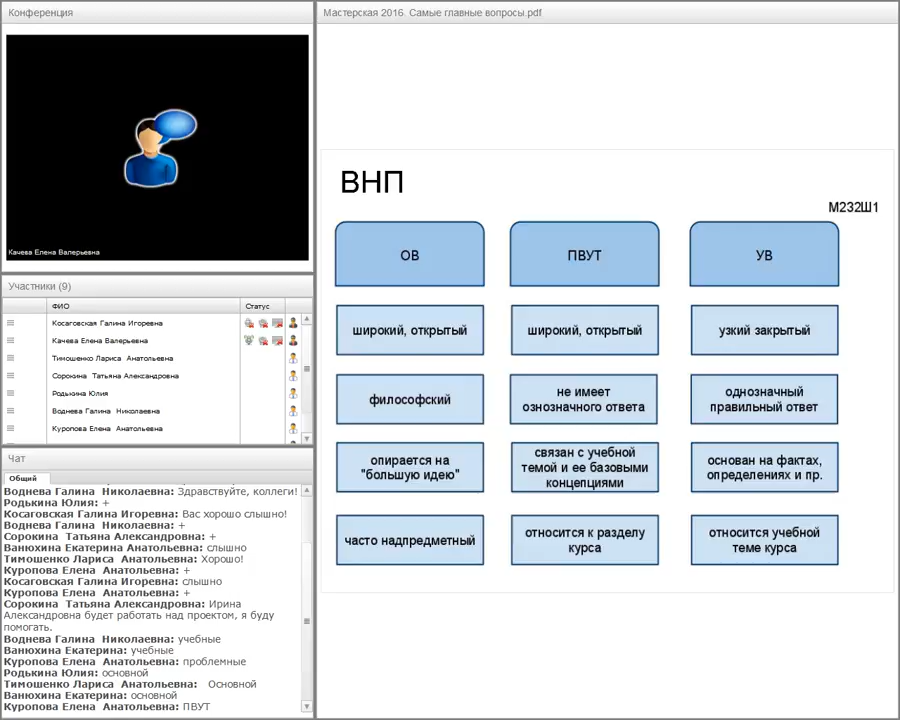 Конференция
Качева Елена Валерьевна
Участники (9)
ФИО
Статус
Косаговская Галина Игоревна
Качева Елена Валерьевна
Тимошенко Лариса Анатольевна
Сорокина Татьяна Александровна
Родькина Юлия
Воднева Галина Николаевна
Куропова Елена Анатольевна
Чат
Общий
Воднева Галина Николаевна: Здравствуйте, коллеги!
Родькина Юлия: +
Косаговская Галина Игоревна: Вас хорошо слышно!
Воднева Галина Николаевна: +
Сорокина Татьяна Александровна: +
Ванюхина Екатерина Анатольевна: слышно
Тимошенко Лариса Анатольевна: Хорошо!
Куропова Елена Анатольевна: +
Косаговская Галина Игоревна: слышно
Куропова Елена Анатольевна: +
Сорокина Татьяна Александровна: Ирина
Александровна будет работать над проектом, я буду
помогать.
Воднева Галина Николаевна: учебные
Ванюхина Екатерина: учебные
Куропова Елена Анатольевна: проблемные
Родькина Юлия: основной
Тимошенко Лариса Анатольевна: Основной
Ванюхина Екатерина: основной
Куропова Елена Анатольевна: ПВУТ
Мастерская 2016. Самые главные вопросы.pdf
ВНП
М232Ш1
ОВ
ПВУТ
УВ
широкий, открытый
широкий, открытый
узкий закрытый
философский
не имеет
ознозначного ответа
однозначный
правильный ответ
опирается на
"большую идею"
связан с учебной
темой и ее базовыми
концепциями
основан на фактах,
определениях и пр.
часто надпредметный
относится к разделу
курса
относится учебной
теме курса